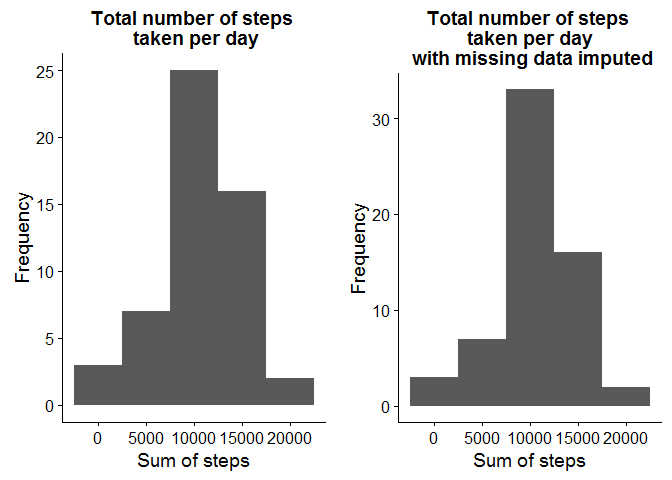 Total number of steps
taken per day
Frequency
25
20
15
10
5
0
0 5000 10000 15000 20000
Sum of steps
Total number of steps
taken per day
with missing data imputed
Frequency
30
20
10
0
0 5000 10000 15000 20000
Sum of steps